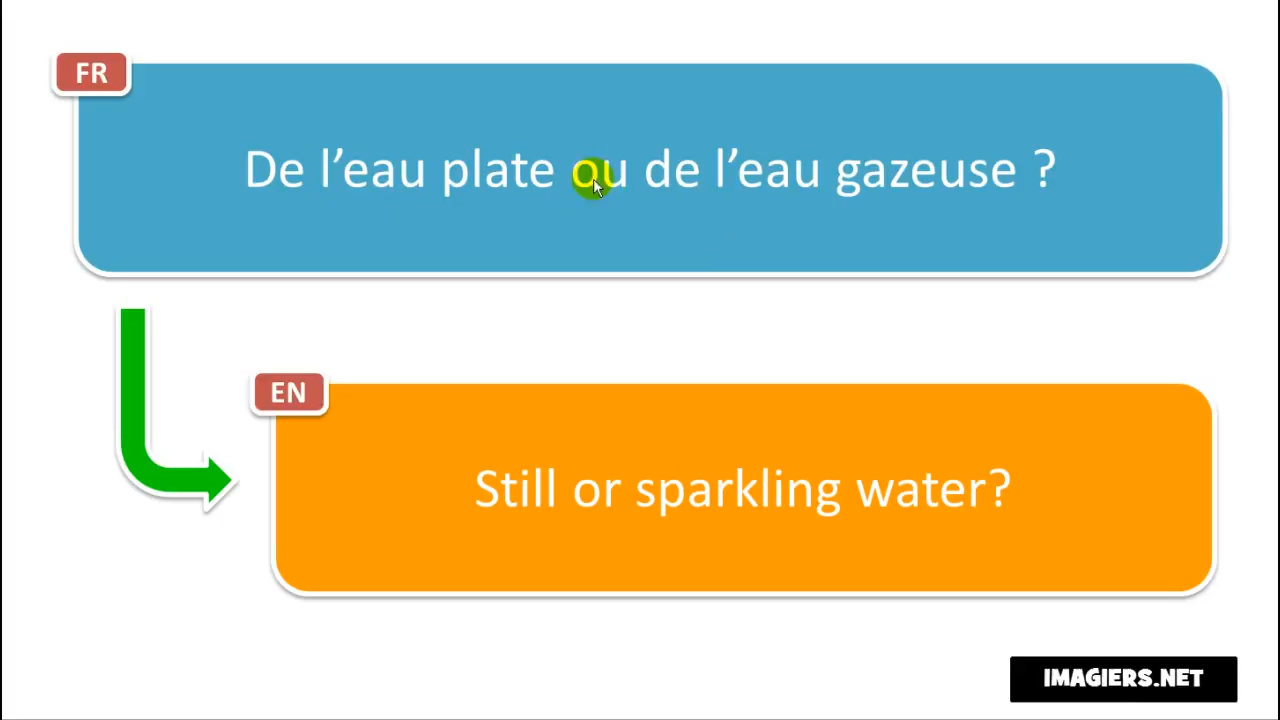 FR
De l’eau plate ou de l’eau gazeuse ?
EN
Still or sparkling water?
IMAGIERS.NET